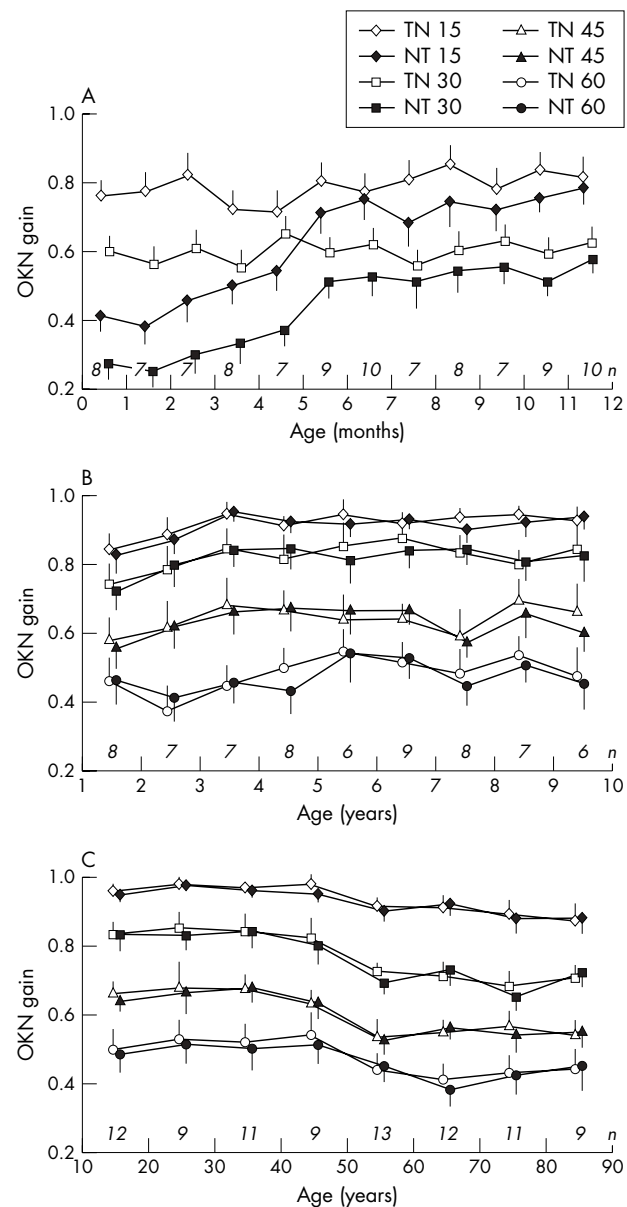 TN 15 TN 45
NT 15 NT 45
TN 30 TN 60
NT 30 NT 60
A
1.0
0.8
0.6
0.4
0.2
OKN gain
8 7 7 8 7 9 10 7 8 7 9 10 n
0 1 2 3 4 5 6 7 8 9 10 11 12
Age (months)
B
1.0
0.8
0.6
0.4
0.2
OKN gain
8 7 7 8 6 9 8 7 6 n
1 2 3 4 5 6 7 8 9 10
Age (years)
C
1.0
0.8
0.6
0.4
0.2
OKN gain
12 9 11 9 13 12 11 9 n
10 20 30 40 50 60 70 80 90
Age (years)